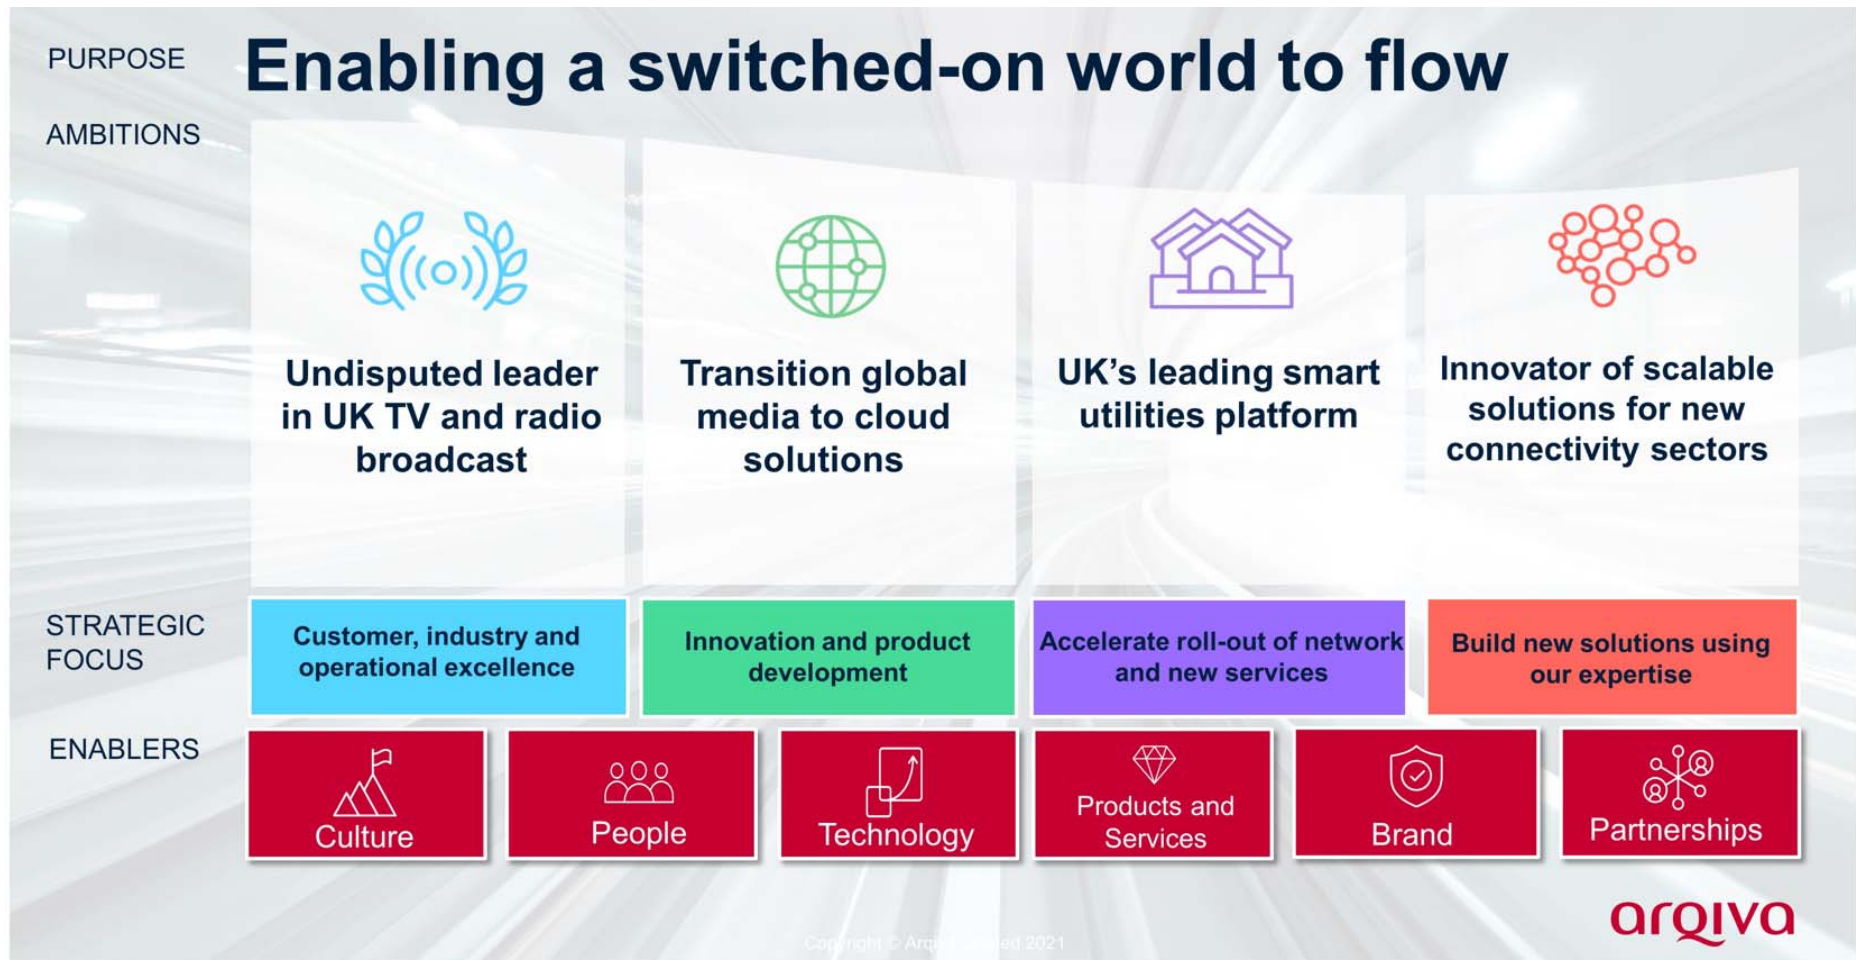 PURPOSE
Enabling a switched-on world to flow
AMBITIONS
Undisputed leader
in UK TV and radio
broadcast
Transition global
media to cloud
solutions
UK's leading smart
utilities platform
Innovator of scalable
solutions for new
connectivity sectors
STRATEGIC
FOCUS
Customer, industry and
operational excellence
Innovation and product
development
Accelerate roll-out of network
and new services
Build new solutions using
our expertise
ENABLERS
Culture
People
Technology
Products and
Services
Brand
Partnerships
arqiva
Copyright © 2021